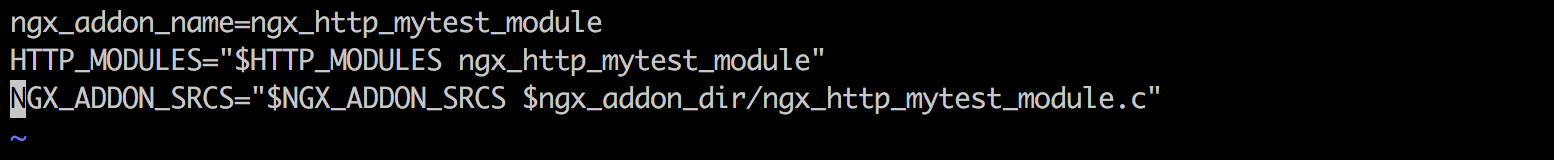 ngx_addon_name=ngx_http_mytest_module
HTTP_MODULES="$HTTP_MODULES ngx_http_mytest_module"
NGX_ADDON_SRCS="$NGX_ADDON_SRCS $ngx_addon_dir/ngx_http_mytest_module.c"
~